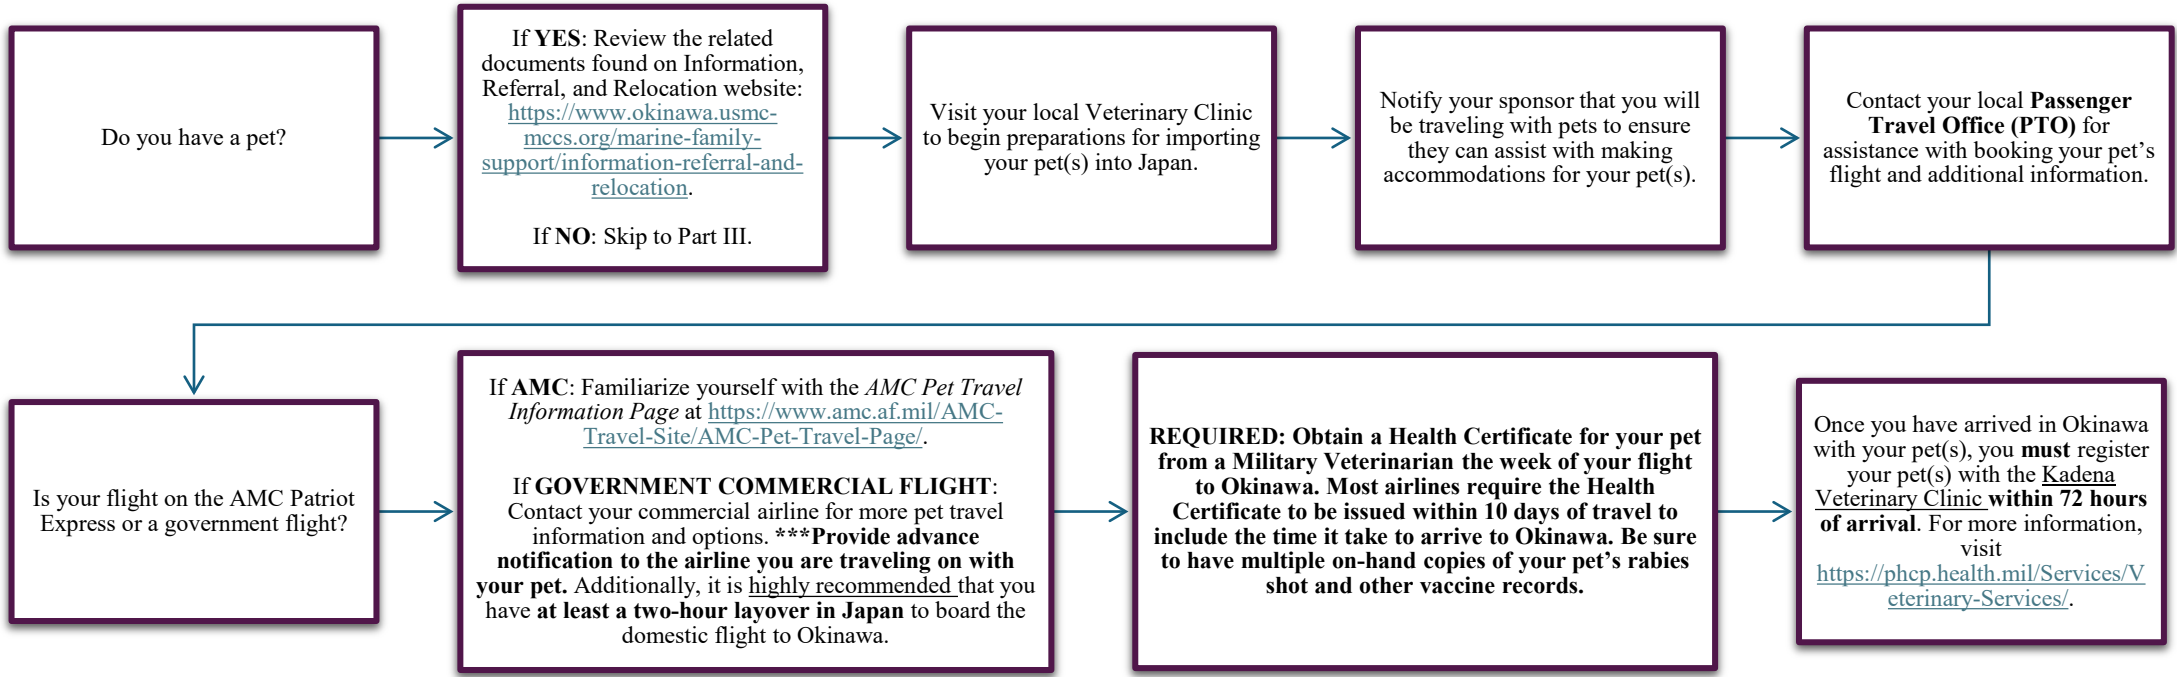 Do you have a pet?
If YES: Review the related
documents found on Information,
Referral, and Relocation website:
https://www.okinawa.usmc-
mccs.org/marine-family-
support/information-referral-and-
relocation.
If NO: Skip to Part III.
Visit your local Veterinary Clinic
to begin preparations for importing
your pet(s) into Japan.
Notify your sponsor that you will
be traveling with pets to ensure
they can assist with making
accommodations for your pet(s).
Contact your local Passenger
Travel Office (PTO) for
assistance with booking your pet’s
flight and additional information.
Is your flight on the AMC Patriot
Express or a government flight?
If AMC: Familiarize yourself with the AMC Pet Travel
Information Page at https://www.amc.af.mil/AMC-
Travel-Site/AMC-Pet-Travel-Page/.
If GOVERNMENT COMMERCIAL FLIGHT:
Contact your commercial airline for more pet travel
information and options. ***Provide advance
notification to the airline you are traveling on with
your pet. Additionally, it is highly recommended that you
have at least a two-hour layover in Japan to board the
domestic flight to Okinawa.
REQUIRED: Obtain a Health Certificate for your pet
from a Military Veterinarian the week of your flight
to Okinawa. Most airlines require the Health
Certificate to be issued within 10 days of travel to
include the time it take to arrive to Okinawa. Be sure
to have multiple on-hand copies of your pet’s rabies
shot and other vaccine records.
Once you have arrived in Okinawa
with your pet(s), you must register
your pet(s) with the Kadena
Veterinary Clinic within 72 hours
of arrival. For more information,
visit
https://phcp.health.mil/Services/V
eterinary-Services/.